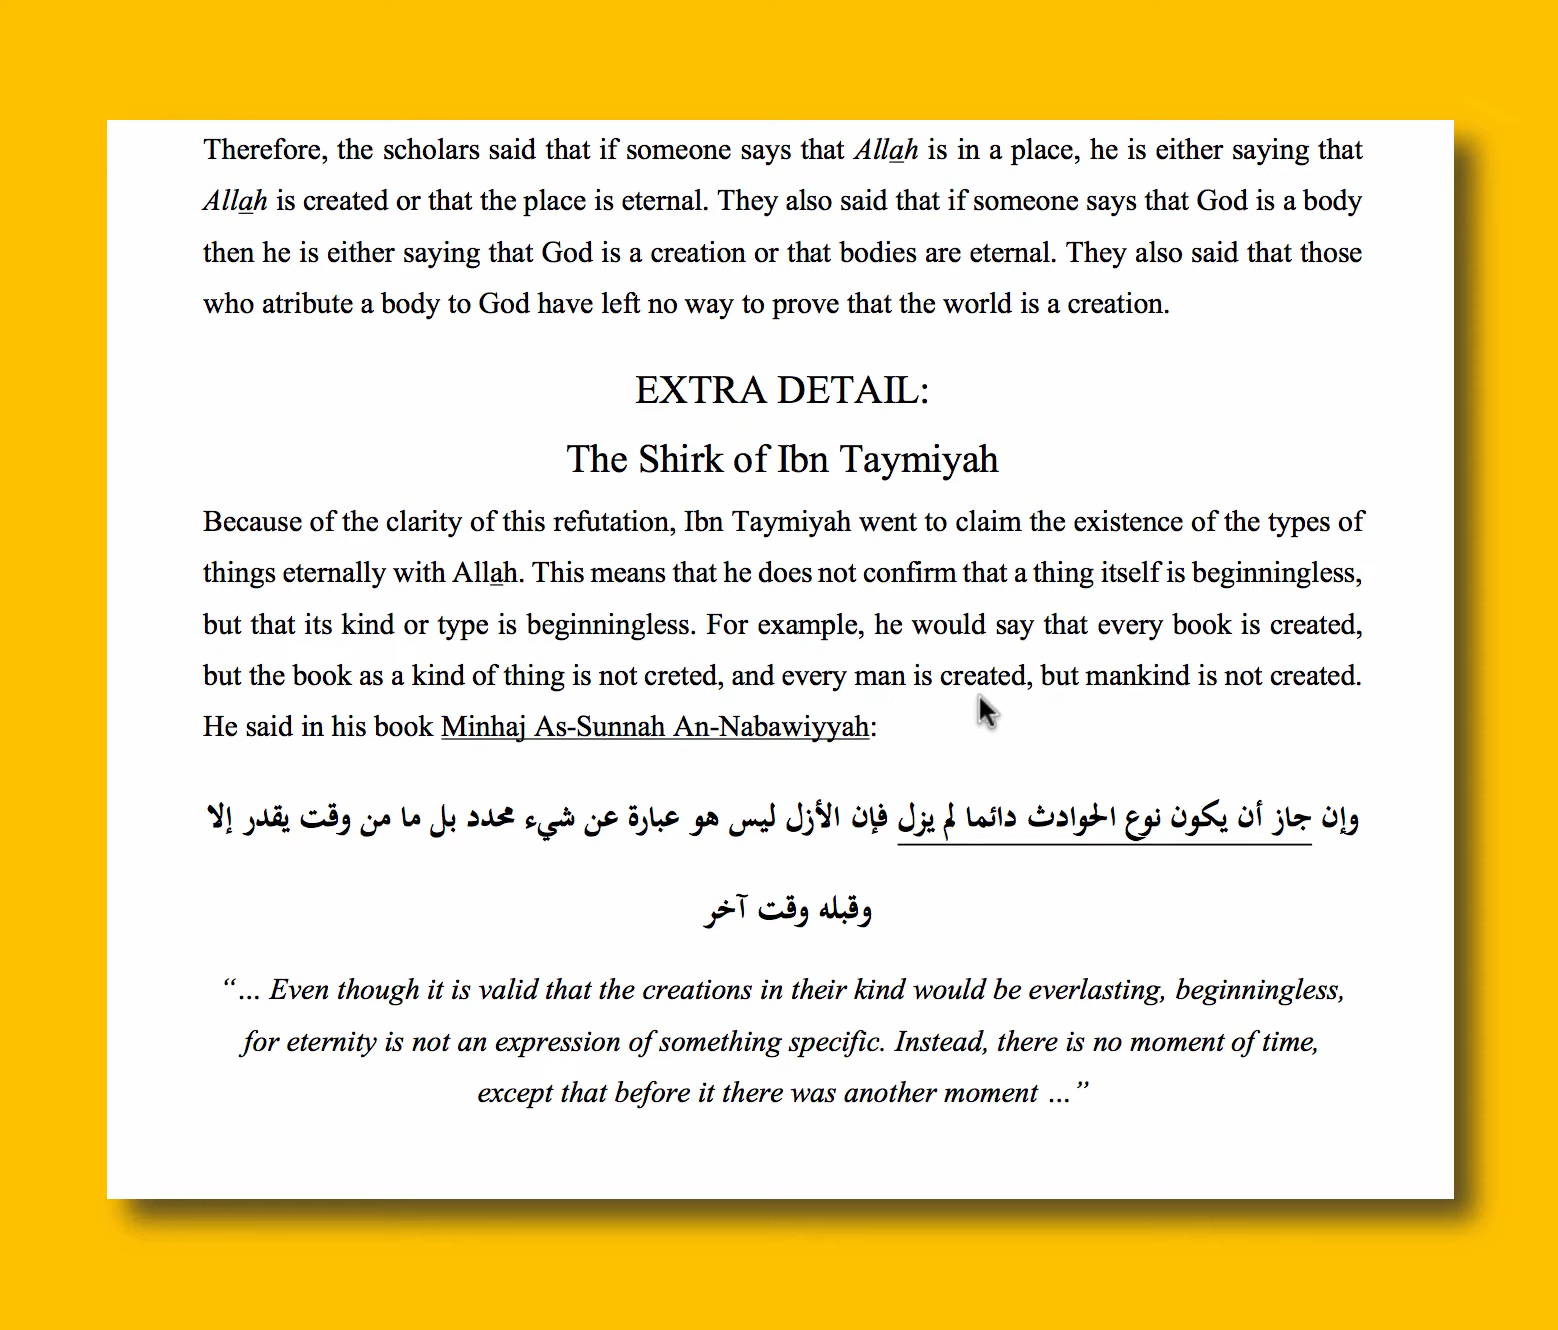 Therefore, the scholars said that if someone says that Allah is in a place, he is either saying that
Allah is created or that the place is eternal. They also said that if someone says that God is a body
then he is either saying that God is a creation or that bodies are eternal. They also said that those
who atribute a body to God have left no way to prove that the world is a creation.
EXTRA DETAIL:
The Shirk of Ibn Taymiyah
Because of the clarity of this refutation, Ibn Taymiyah went to claim the existence of the types of
things eternally with Allah. This means that he does not confirm that a thing itself is beginningless,
but that its kind or type is beginningless. For example, he would say that every book is created,
but the book as a kind of thing is not creted, and every man is created, but mankind is not created.
He said in his book Minhaj As-Sunnah An-Nabawiyyah:
وإن جاز أن يكون نوع الحوادث دائما لم يزل فإن الأزل ليس هو عبارة عن شيء محدد بل ما من وقت يقدر إلا
وقبله وقت آخر
“... Even though it is valid that the creations in their kind would be everlasting, beginningless,
for eternity is not an expression of something specific. Instead, there is no moment of time,
except that before it there was another moment ...”